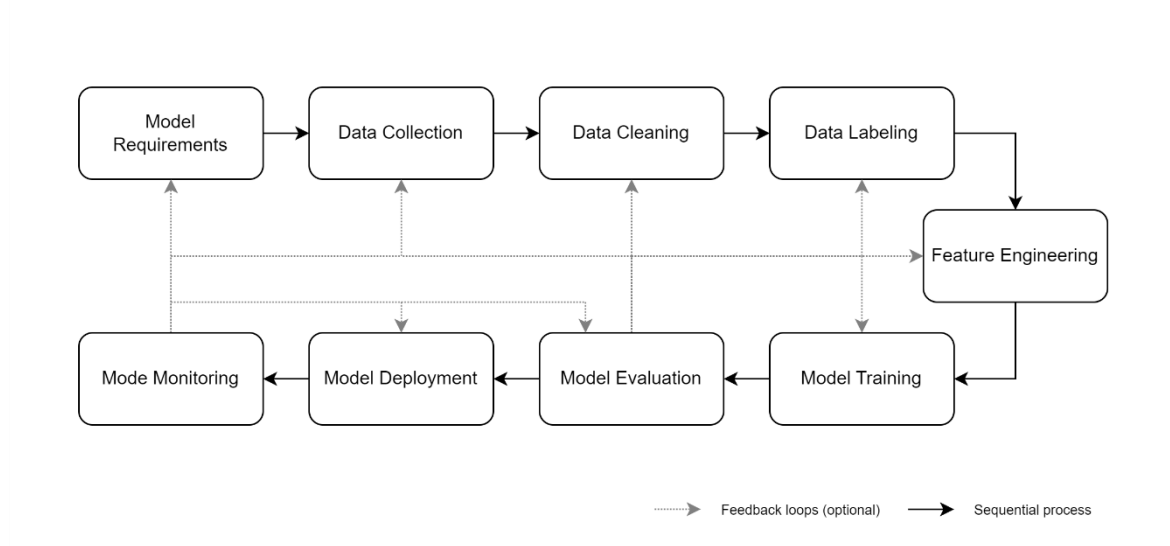 Model
Requirements
Data Collection
Data Cleaning
Data Labeling
Feature Engineering
Mode Monitoring
Model Deployment
Model Evaluation
Model Training
Feedback loops (optional)
Sequential process